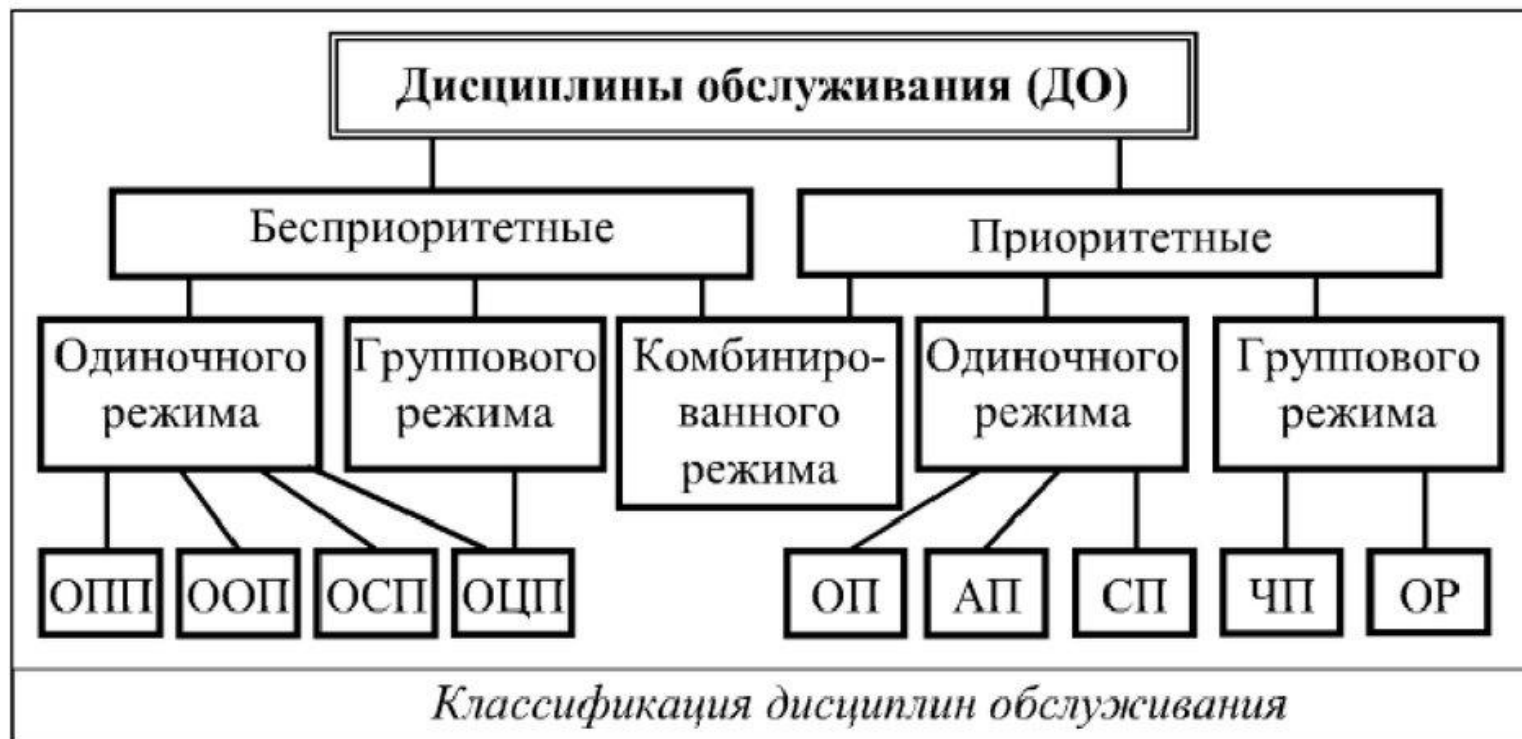 Дисциплины обслуживания (ДО)
Бесприоритетные
Приоритетные
Одиночного
режима
Группового
режима
Комбиниро-
ванного
режима
Одиночного
режима
Группового
режима
ОПП
ООП
ОСП
ОЦП
ОП
АП
СП
ЧП
ОР
Классификация дисциплин обслуживания